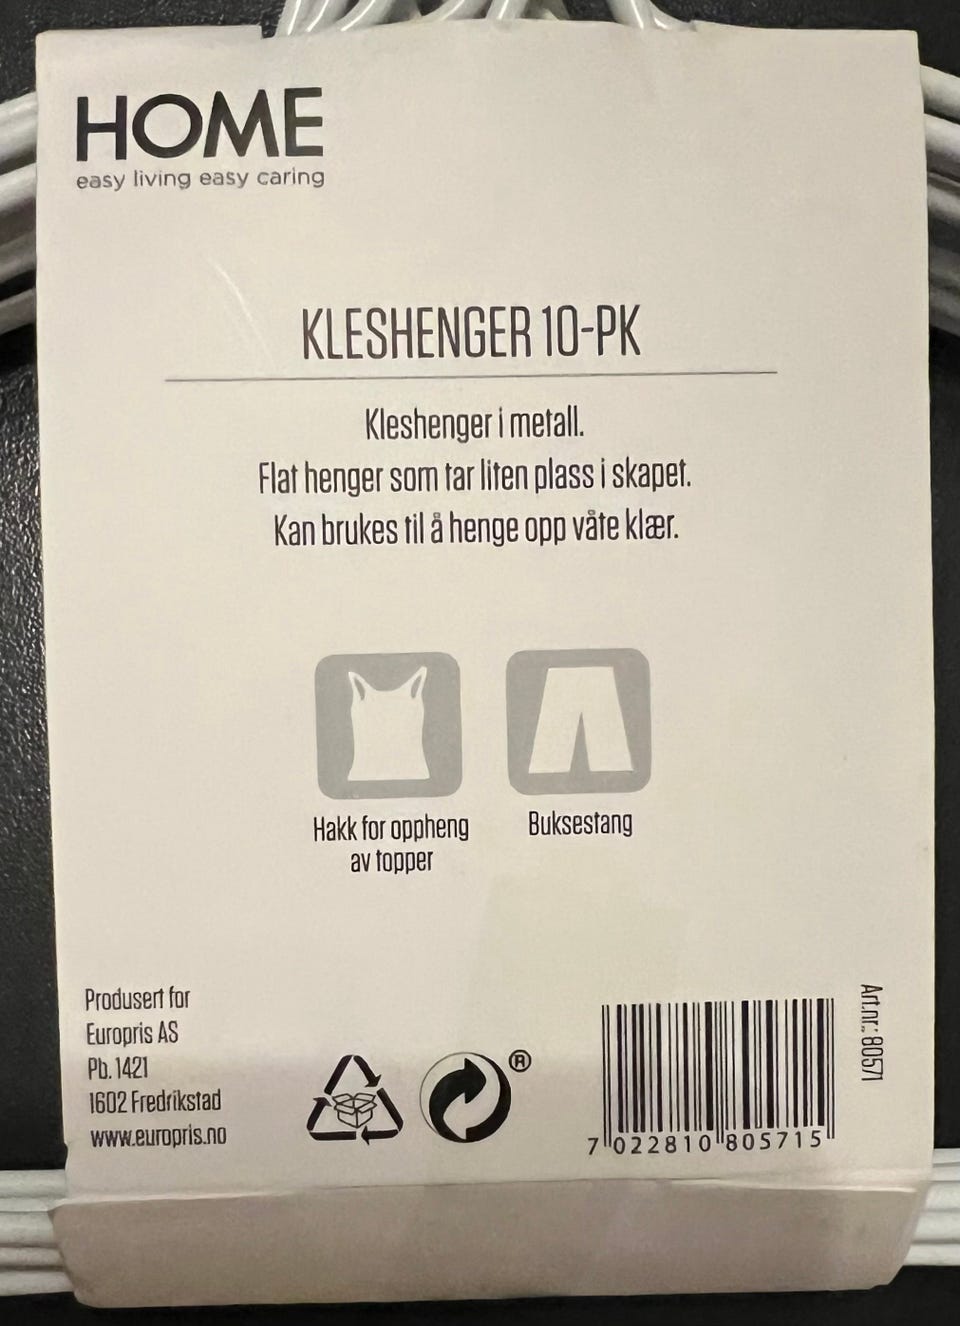 HOME
easy living easy caring
KLESHENGER 10-PK
Kleshenger i metall.
Flat henger som tar liten plass i skapet.
Kan brukes til å henge opp våte klær.
Hakk for oppheng
av topper
Buksestang
Produsert for
Europris AS
Pb. 1421
1602 Fredrikstad
www.europris.no
®
7 022810 805715
Art.nr.: 80571